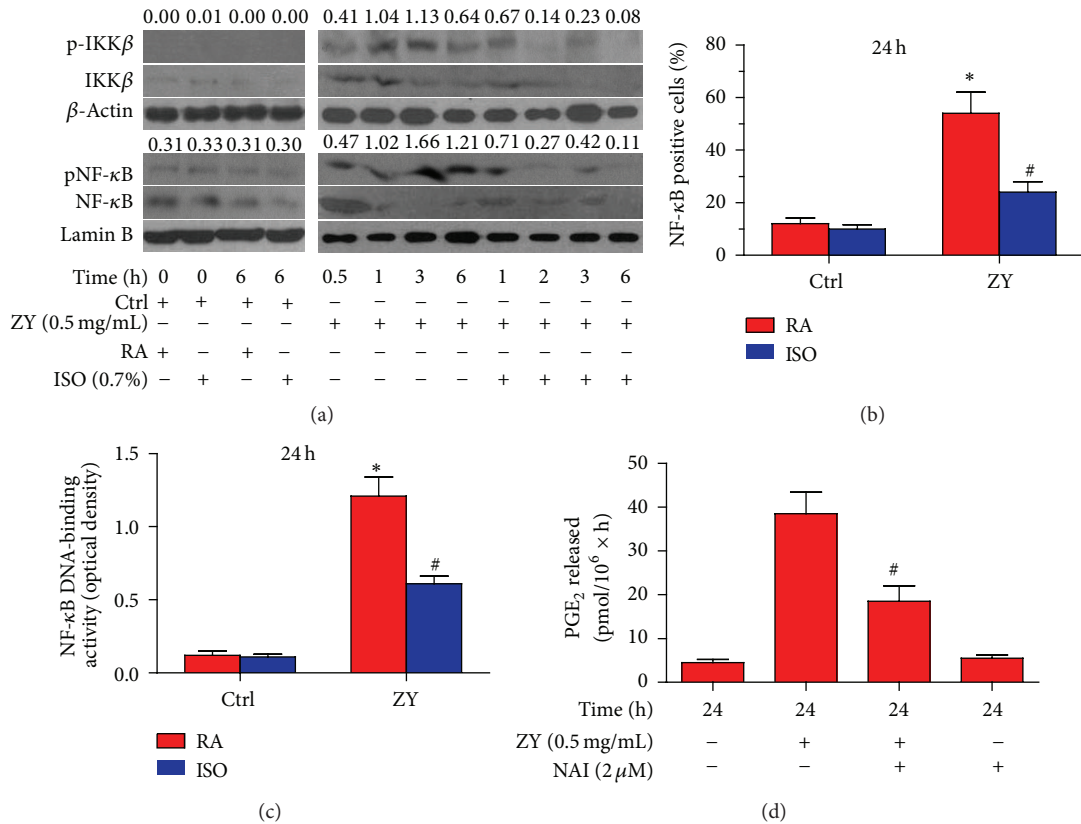 0.00 0.01 0.00 0.00 0.41 1.04 1.13 0.64 0.67 0.14 0.23 0.08
p-IKKβ
IKKβ
β-Actin
0.31 0.33 0.31 0.30 0.47 1.02 1.66 1.21 0.71 0.27 0.42 0.11
pNF-κB
NF-κB
Lamin B
Time (h) 0 0 6 6 0.5 1 3 6 1 2 3 6
Ctrl + + + + − − − − − − − −
ZY (0.5 mg/mL) − − − − + + + + + + + +
RA + − + − − − − − − − − −
ISO (0.7%) − + − + − − − − + + + +
(a)
80
60
40
20
0
NF-κB positive cells (%)
24 h
*
#
Ctrl ZY
RA
ISO
(b)
1.5
1.0
0.5
0.0
NF-κB DNA-binding
activity (optical density)
24 h
*
#
Ctrl ZY
RA
ISO
(c)
50
40
30
20
10
0
PGE2 released
(pmol/10⁶ × h)
#
Time (h) 24 24 24 24
ZY (0.5 mg/mL) − + + −
NAI (2 μM) − − + +
(d)